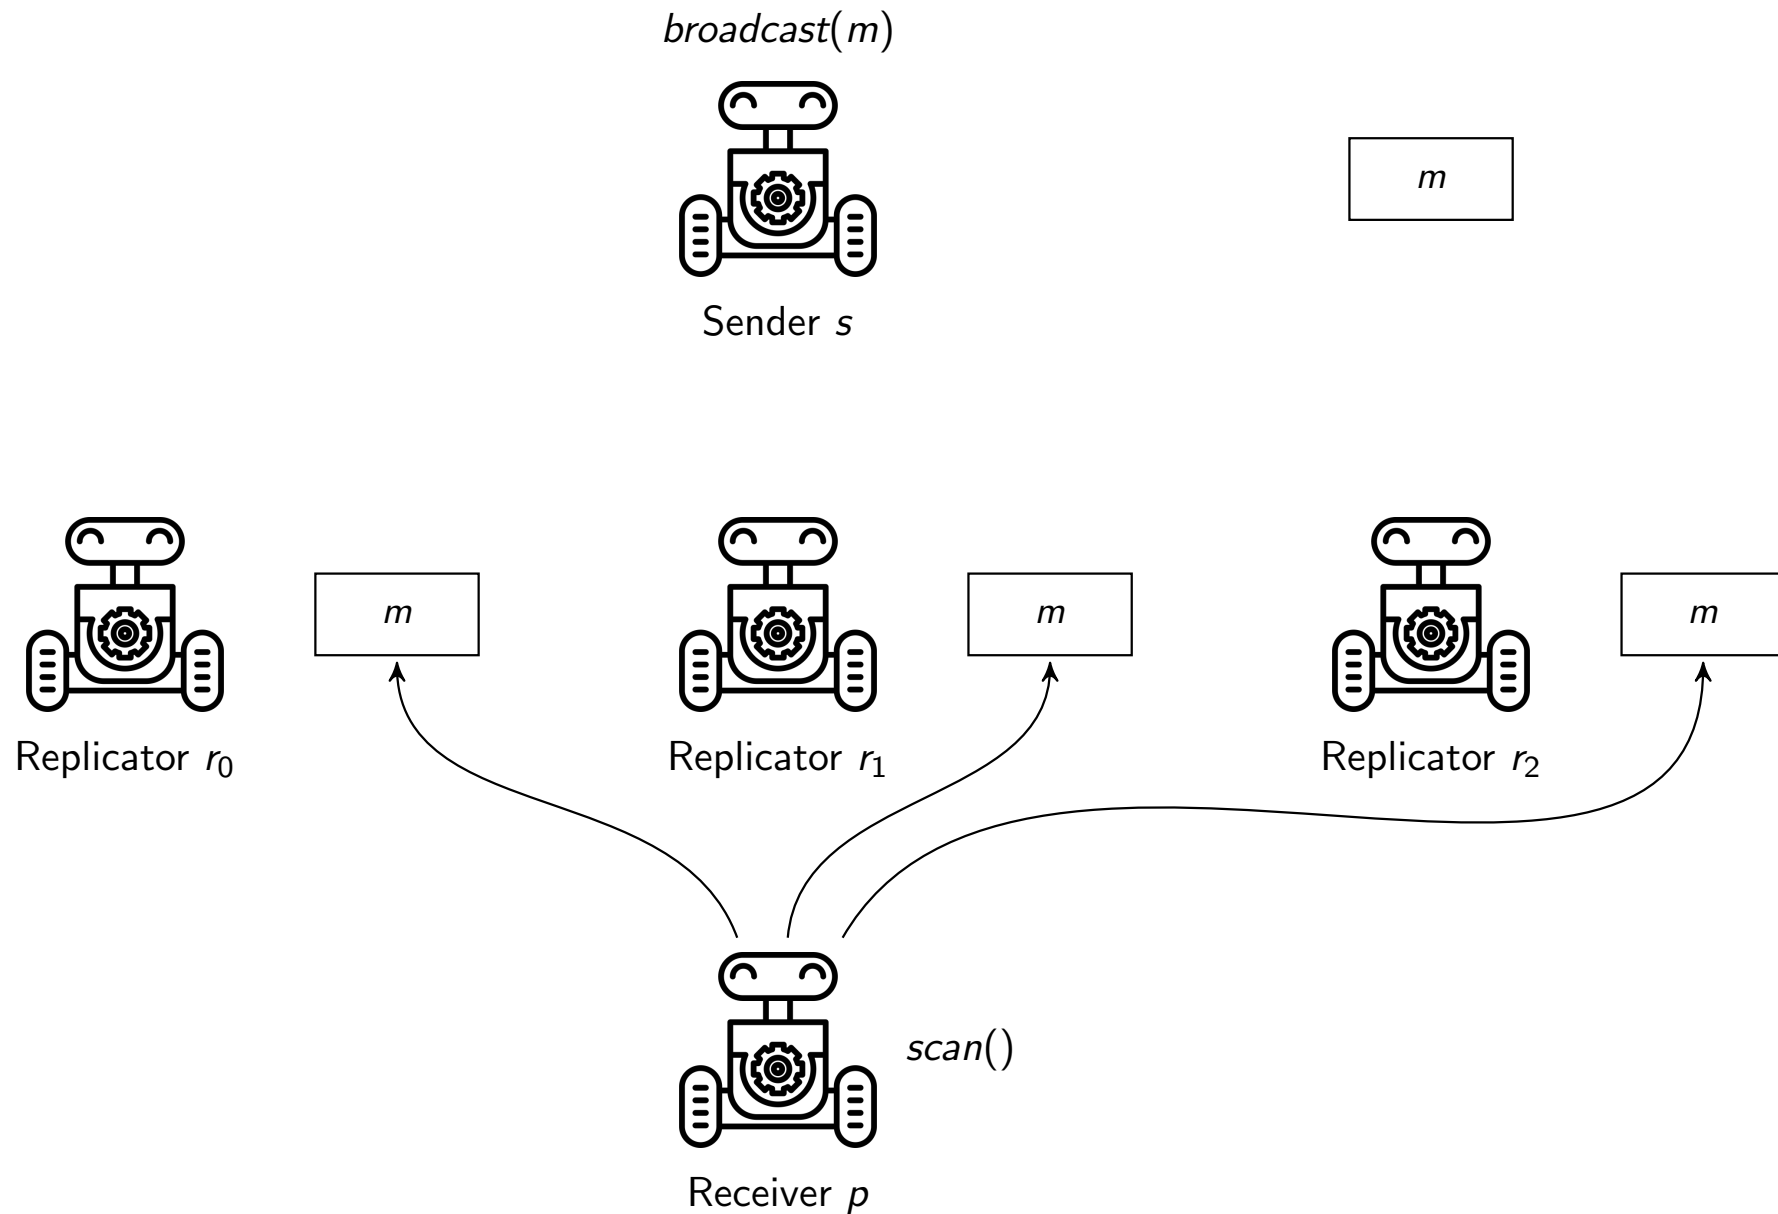 broadcast(m)
m
Sender s
m
m
m
Replicator r₀
Replicator r₁
Replicator r₂
scan()
Receiver p